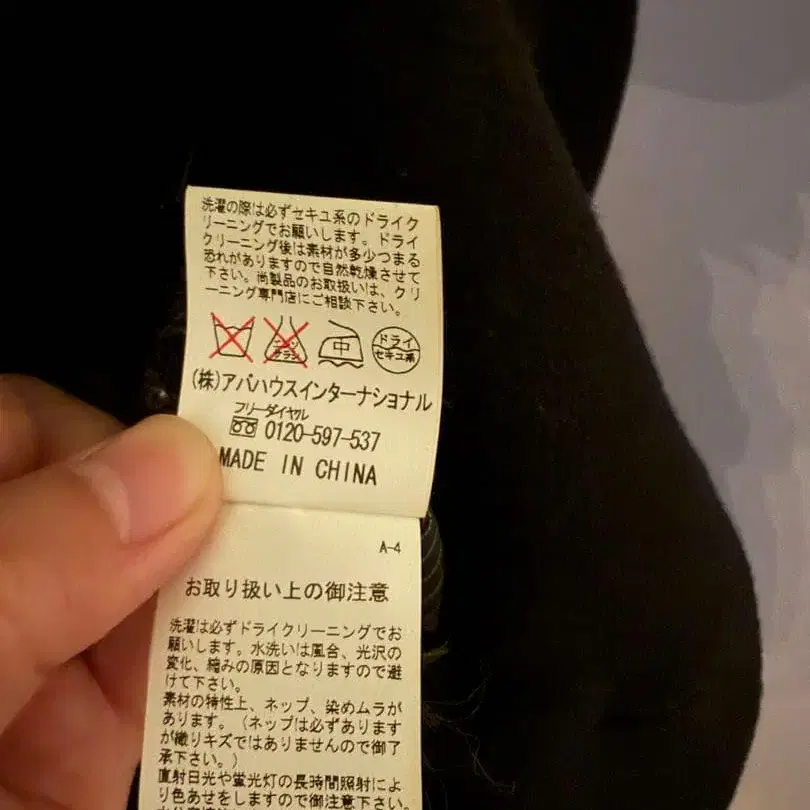 洗濯の際は必ずセキユ系のドライク
リーニングでお願いします。ドライ
クリーニング後は素材が多少つまる
恐れがありますので自然乾燥させて
下さい。尚製品のお取扱いは、クリ
ーニング専門店にご相談下さい。
エンソ
サラシ
中
ドライ
セキユ系
(株)アバハウスインターナショナル
フリーダイヤル
0120-597-537
MADE IN CHINA
A-4
お取り扱い上の御注意
洗濯は必ずドライクリーニングでお
願いします。水洗いは風合、光沢の
変化、縮みの原因となりますので避
けて下さい。
素材の特性上、ネップ、染めムラが
あります。(ネップは必ずあります
が織りキズではありませんので御了
承下さい。)
直射日光や蛍光灯の長時間照射によ
り色あせをしますので御注意下さい。